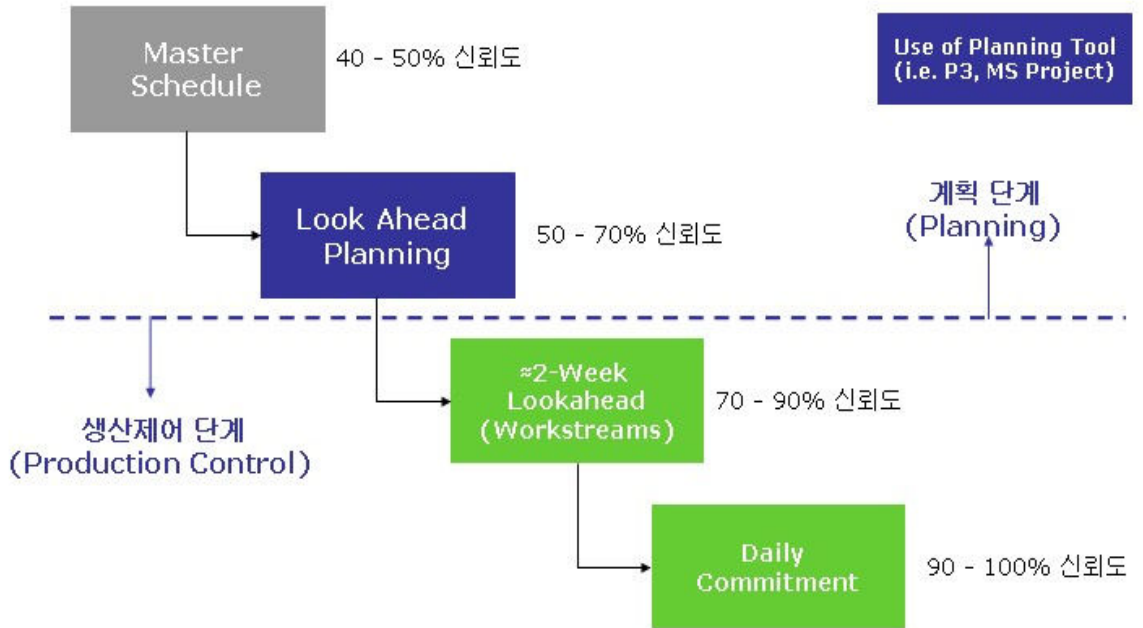 Master
Schedule
40 - 50% 신뢰도
Use of Planning Tool
(i.e. P3, MS Project)
Look Ahead
Planning
50 - 70% 신뢰도
계획 단계
(Planning)
≈2-Week
Lookahead
(Workstreams)
70 - 90% 신뢰도
생산제어 단계
(Production Control)
Daily
Commitment
90 - 100% 신뢰도